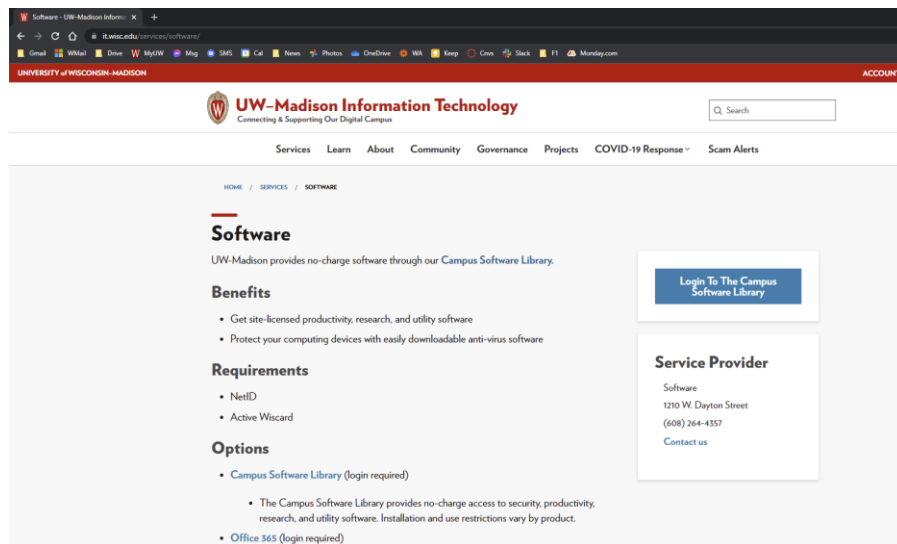 Software - UW-Madison Informa
it.wisc.edu/services/software/
Gmail WMail Drive MyUW Msg SMS Cal News Photos OneDrive WA Keep Cnvs Slack F1 Monday.com
UNIVERSITY of WISCONSIN–MADISON ACCOUNT
UW–Madison Information Technology
Connecting & Supporting Our Digital Campus
Search
Services Learn About Community Governance Projects COVID-19 Response Scam Alerts
HOME / SERVICES / SOFTWARE
Software
UW-Madison provides no-charge software through our Campus Software Library.
Benefits
• Get site-licensed productivity, research, and utility software
• Protect your computing devices with easily downloadable anti-virus software
Requirements
• NetID
• Active Wiscard
Options
• Campus Software Library (login required)
• The Campus Software Library provides no-charge access to security, productivity,
research, and utility software. Installation and use restrictions vary by product.
• Office 365 (login required)
Login To The Campus
Software Library
Service Provider
Software
1210 W. Dayton Street
(608) 264-4357
Contact us